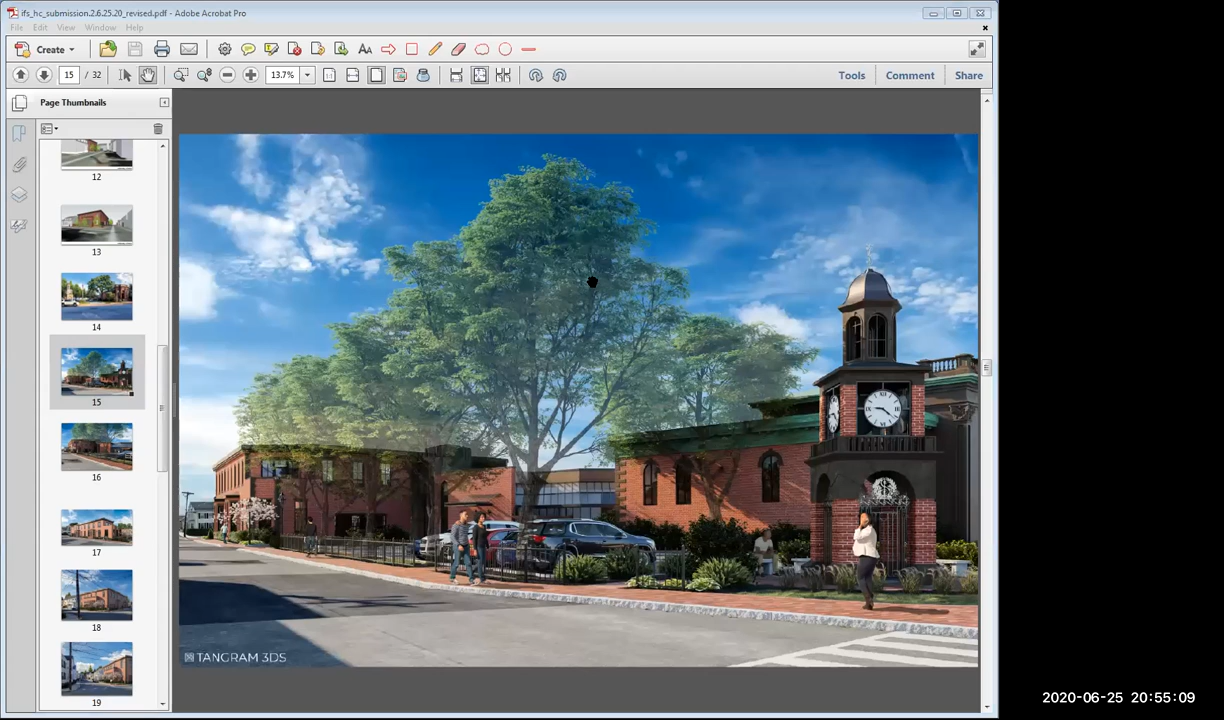 ifs_hc_submission.2.6.25.20_revised.pdf - Adobe Acrobat Pro
File Edit View Window Help
Create
15 / 32 13.7% Tools Comment Share
Page Thumbnails
12
13
14
15
16
17
18
19
TANGRAM 3DS
2020-06-25 20:55:09